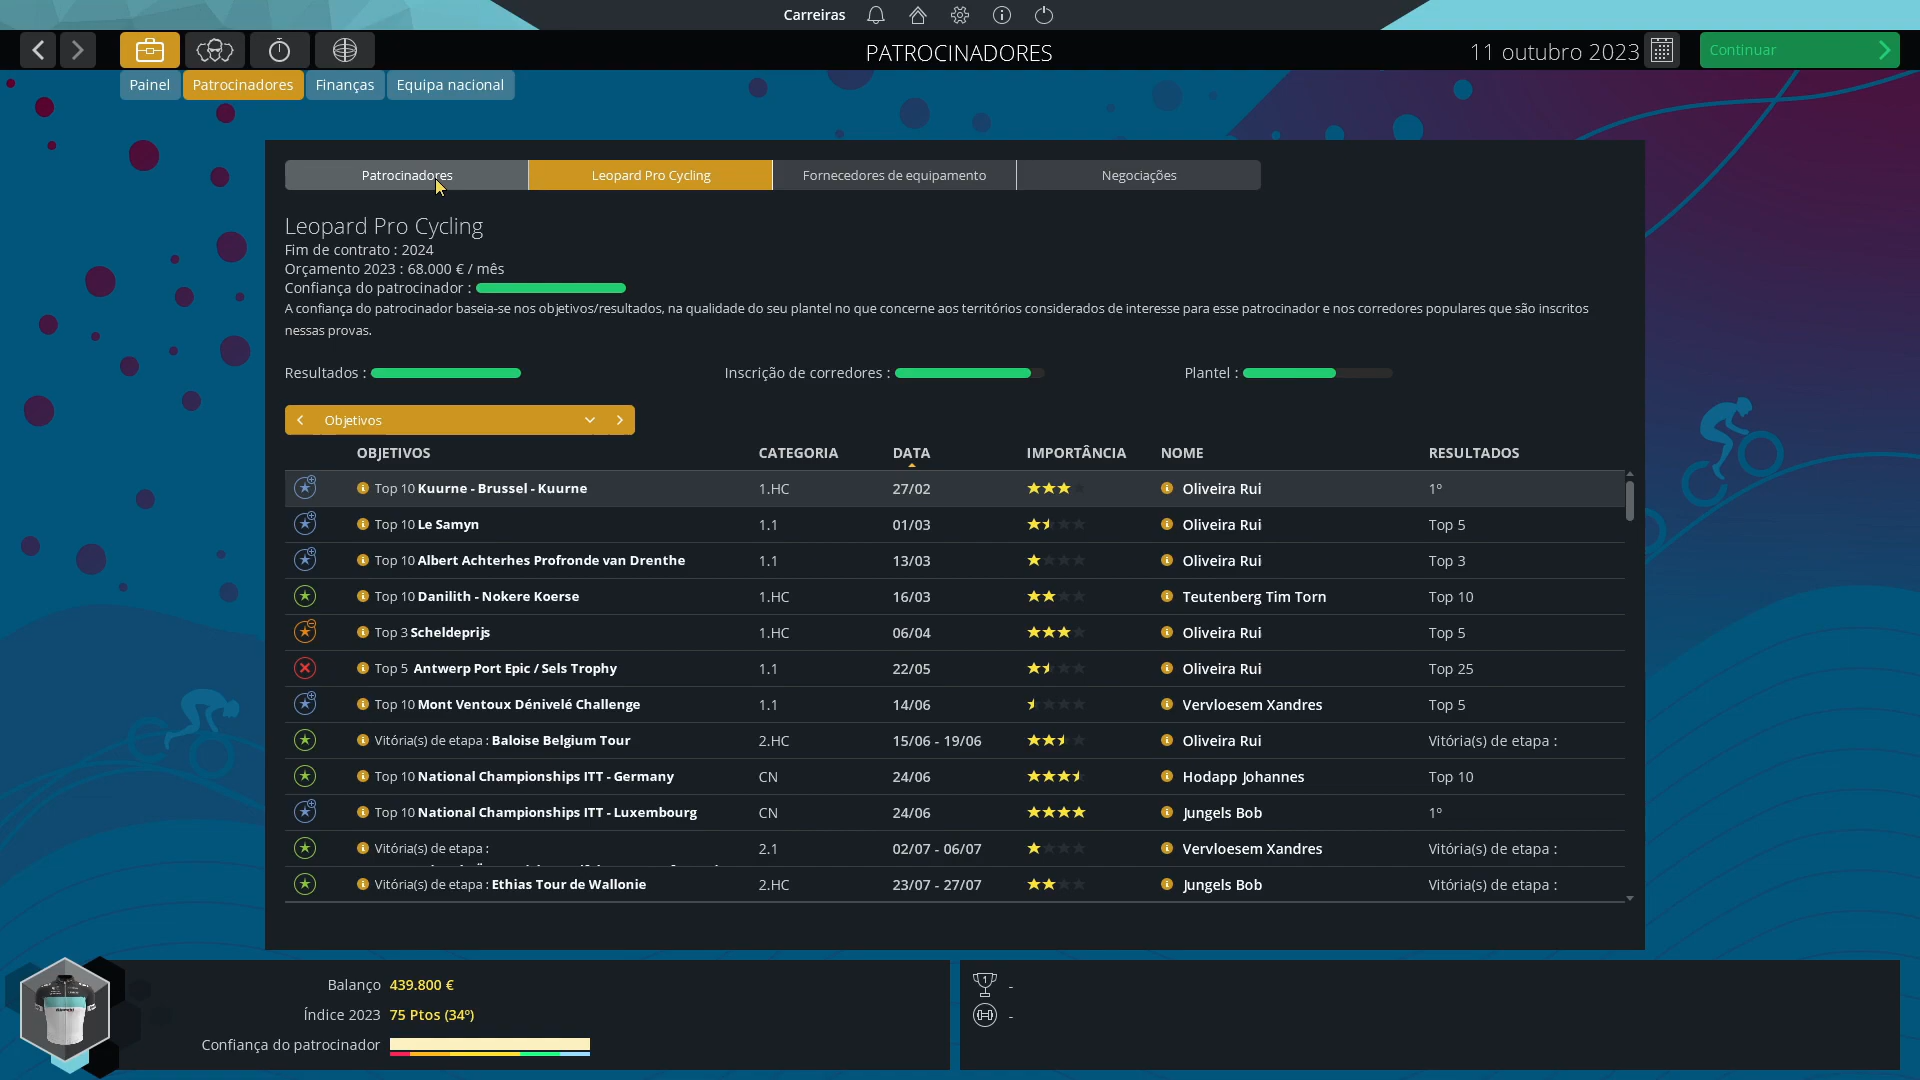 Carreiras
PATROCINADORES
11 outubro 2023
Continuar
Painel
Patrocinadores
Finanças
Equipa nacional
Patrocinadores
Leopard Pro Cycling
Fornecedores de equipamento
Negociações
Leopard Pro Cycling
Fim de contrato : 2024
Orçamento 2023 : 68.000 € / mês
Confiança do patrocinador :
A confiança do patrocinador baseia-se nos objetivos/resultados, na qualidade do seu plantel no que concerne aos territórios considerados de interesse para esse patrocinador e nos corredores populares que são inscritos
nessas provas.
Resultados :
Inscrição de corredores :
Plantel :
Objetivos
OBJETIVOS CATEGORIA DATA IMPORTÂNCIA NOME RESULTADOS
Top 10 Kuurne - Brussel - Kuurne 1.HC 27/02 Oliveira Rui 1º
Top 10 Le Samyn 1.1 01/03 Oliveira Rui Top 5
Top 10 Albert Achterhes Profronde van Drenthe 1.1 13/03 Oliveira Rui Top 3
Top 10 Danilith - Nokere Koerse 1.HC 16/03 Teutenberg Tim Torn Top 10
Top 3 Scheldeprijs 1.HC 06/04 Oliveira Rui Top 5
Top 5 Antwerp Port Epic / Sels Trophy 1.1 22/05 Oliveira Rui Top 25
Top 10 Mont Ventoux Dénivelé Challenge 1.1 14/06 Vervloesem Xandres Top 5
Vitória(s) de etapa : Baloise Belgium Tour 2.HC 15/06 - 19/06 Oliveira Rui Vitória(s) de etapa :
Top 10 National Championships ITT - Germany CN 24/06 Hodapp Johannes Top 10
Top 10 National Championships ITT - Luxembourg CN 24/06 Jungels Bob 1º
Vitória(s) de etapa : 2.1 02/07 - 06/07 Vervloesem Xandres Vitória(s) de etapa :
Vitória(s) de etapa : Ethias Tour de Wallonie 2.HC 23/07 - 27/07 Jungels Bob Vitória(s) de etapa :
Balanço 439.800 €
Índice 2023 75 Ptos (34º)
Confiança do patrocinador
-
-